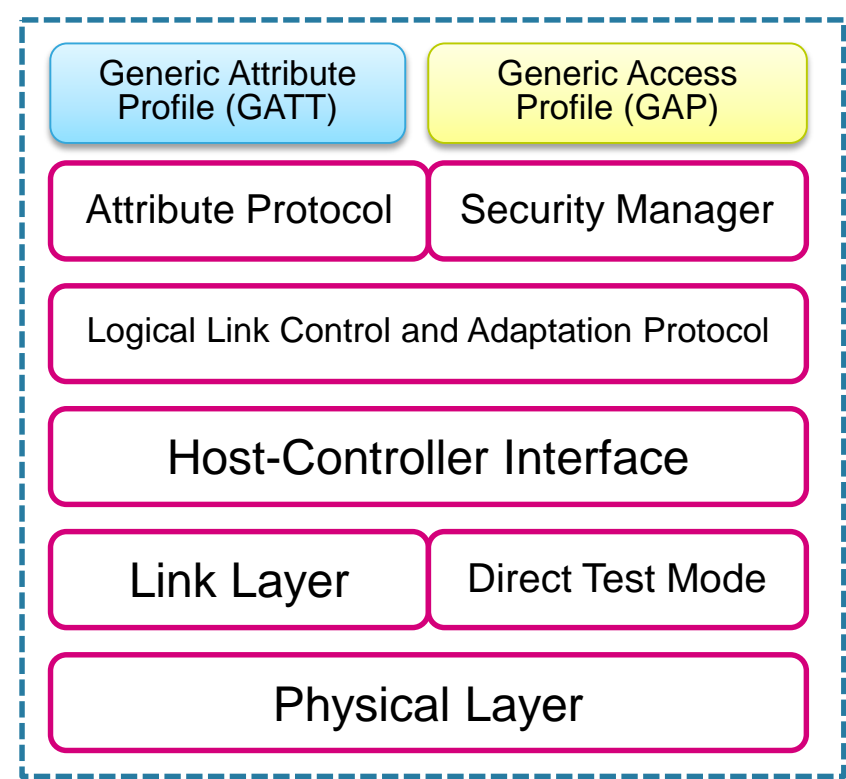 Generic Attribute
Profile (GATT)
Generic Access
Profile (GAP)
Attribute Protocol
Security Manager
Logical Link Control and Adaptation Protocol
Host-Controller Interface
Link Layer
Direct Test Mode
Physical Layer